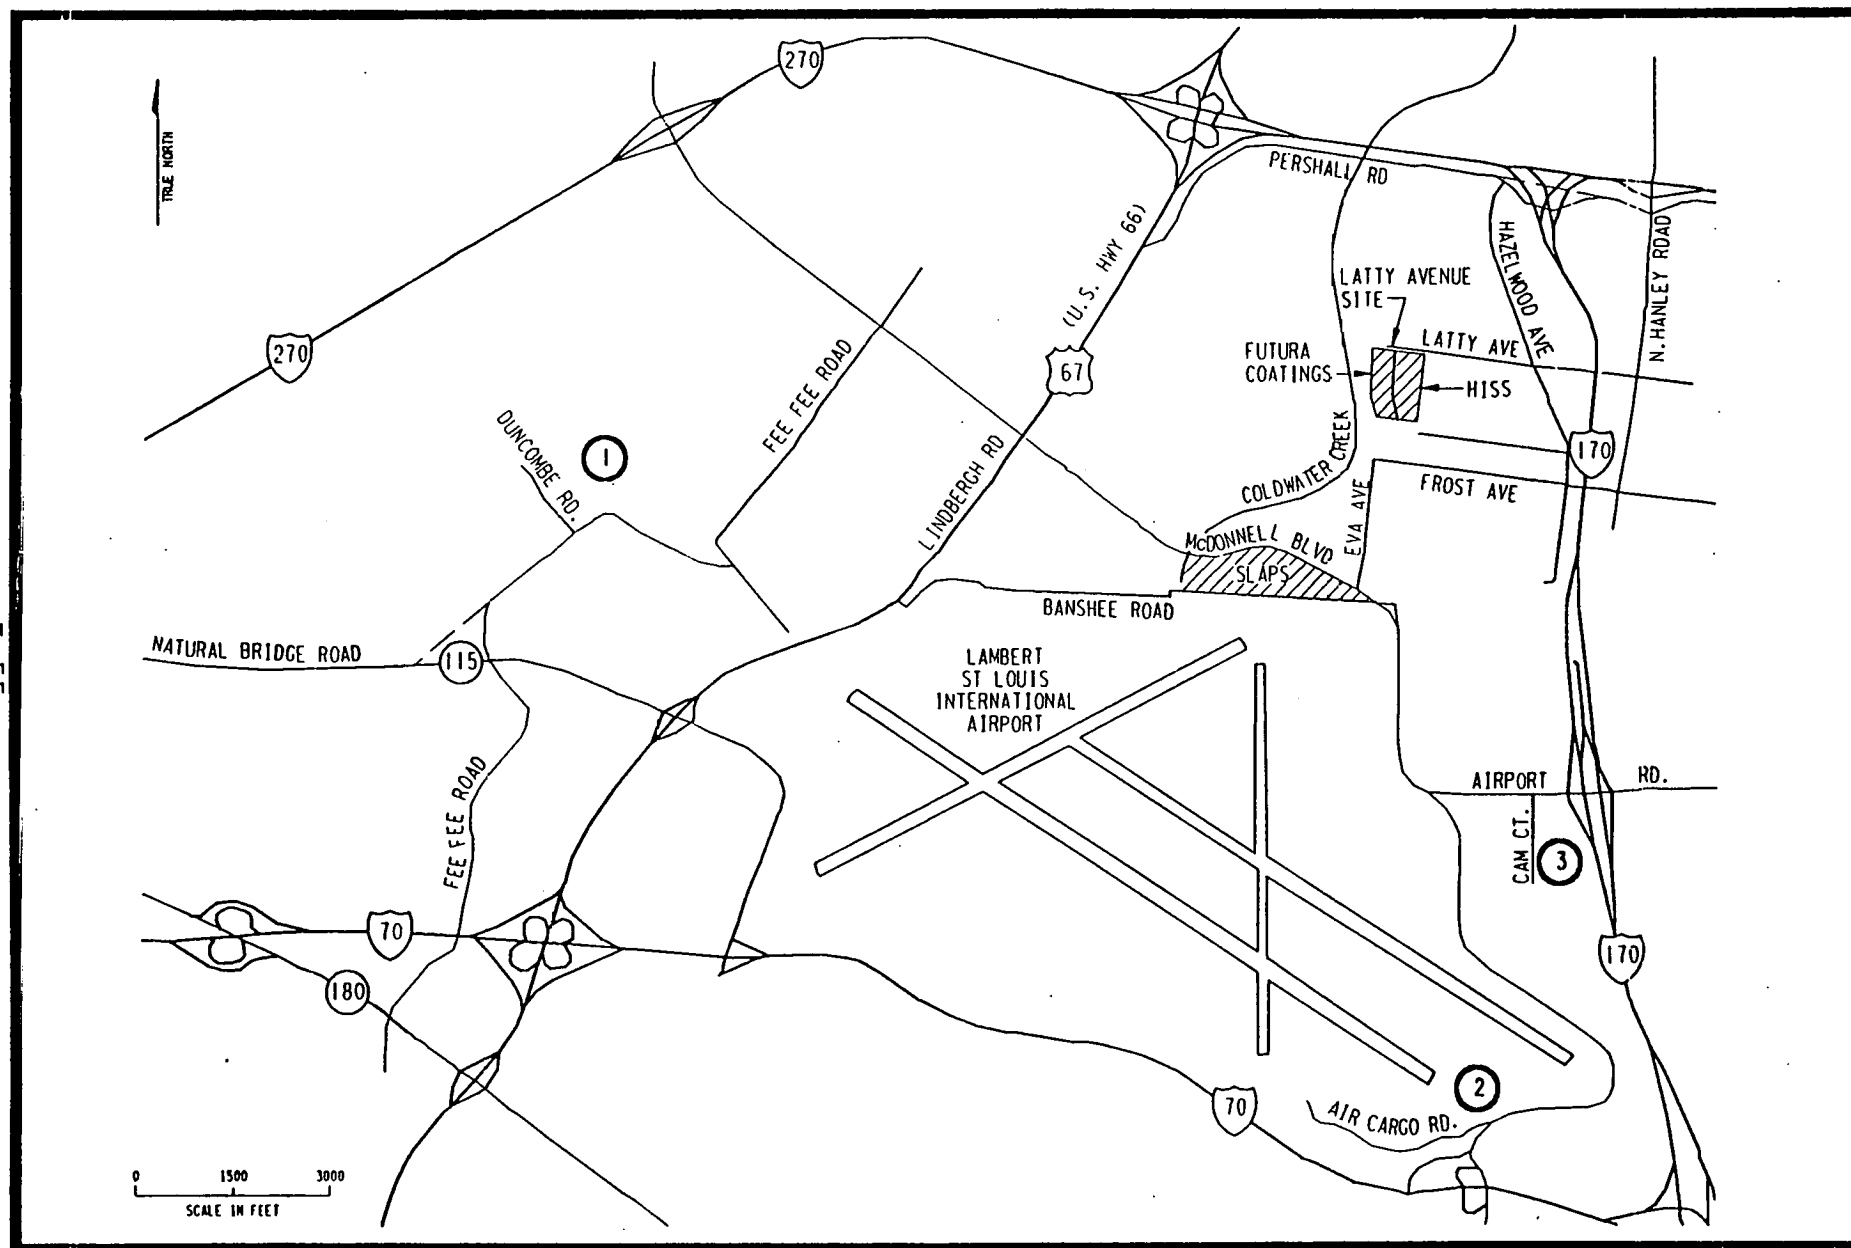 270
TRUE NORTH
PERSHALL RD
(U.S. HWY 66)
HAZELWOOD AVE
N. HANLEY ROAD
LATTY AVENUE
SITE
270
FEE FEE ROAD
67
FUTURA
COATINGS
LATTY AVE
HISS
DUNCOMBE RD.
1
LINDBERGH RD
COLDWATER CREEK
170
FROST AVE
EVA AVE
McDONNELL BLVD
SLAPS
BANSHEE ROAD
NATURAL BRIDGE ROAD
115
LAMBERT
ST LOUIS
INTERNATIONAL
AIRPORT
FEE FEE ROAD
AIRPORT RD.
CAM CT.
3
70
170
180
2
70
AIR CARGO RD.
0 1500 3000
SCALE IN FEET